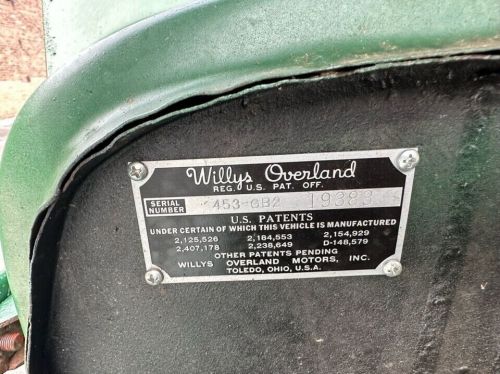 Willys Overland
REG. U.S. PAT. OFF.
SERIAL NUMBER 453-GB2 19383
U.S. PATENTS
UNDER CERTAIN OF WHICH THIS VEHICLE IS MANUFACTURED
2,125,526 2,184,553 2,154,929
2,407,178 2,238,649 D-148,579
OTHER PATENTS PENDING
WILLYS OVERLAND MOTORS, INC.
TOLEDO, OHIO, U.S.A.